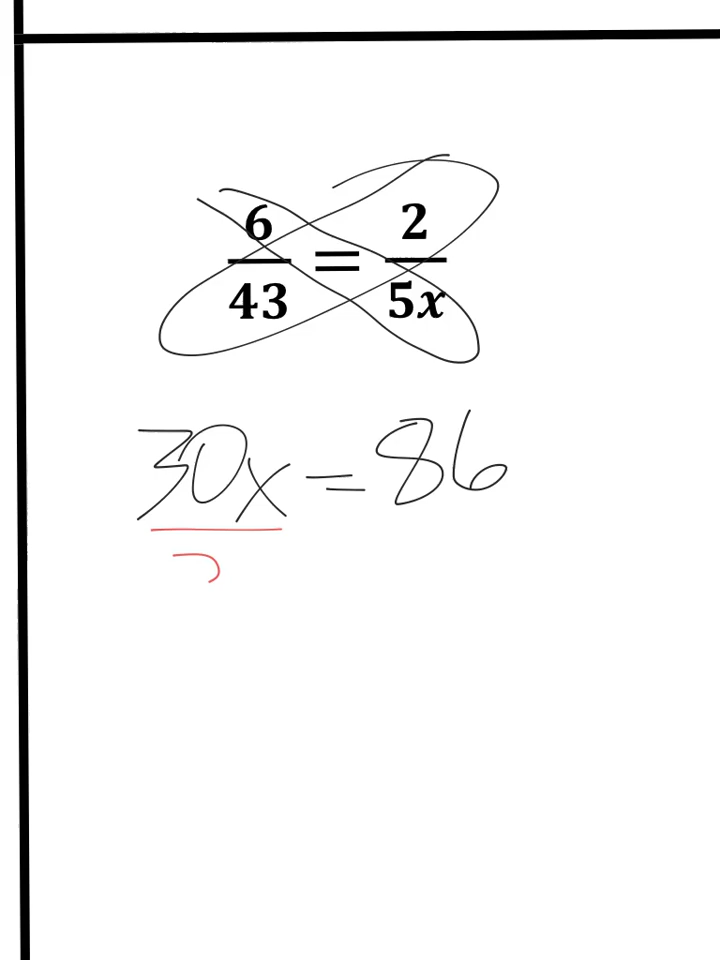 6/43 = 2/5x
30x = 86